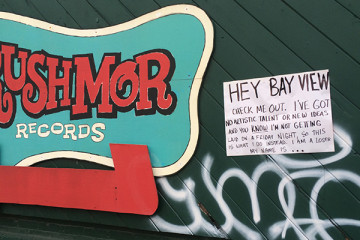 RUSHMOR
RECORDS
HEY BAY VIEW
CHECK ME OUT. I'VE GOT
NO ARTISTIC TALENT OR NEW IDEAS
AND YOU KNOW I'M NOT GETTING
LAID ON A FRIDAY NIGHT, SO THIS
IS WHAT I DO INSTEAD. I AM A LOSER
MY NAME IS ...